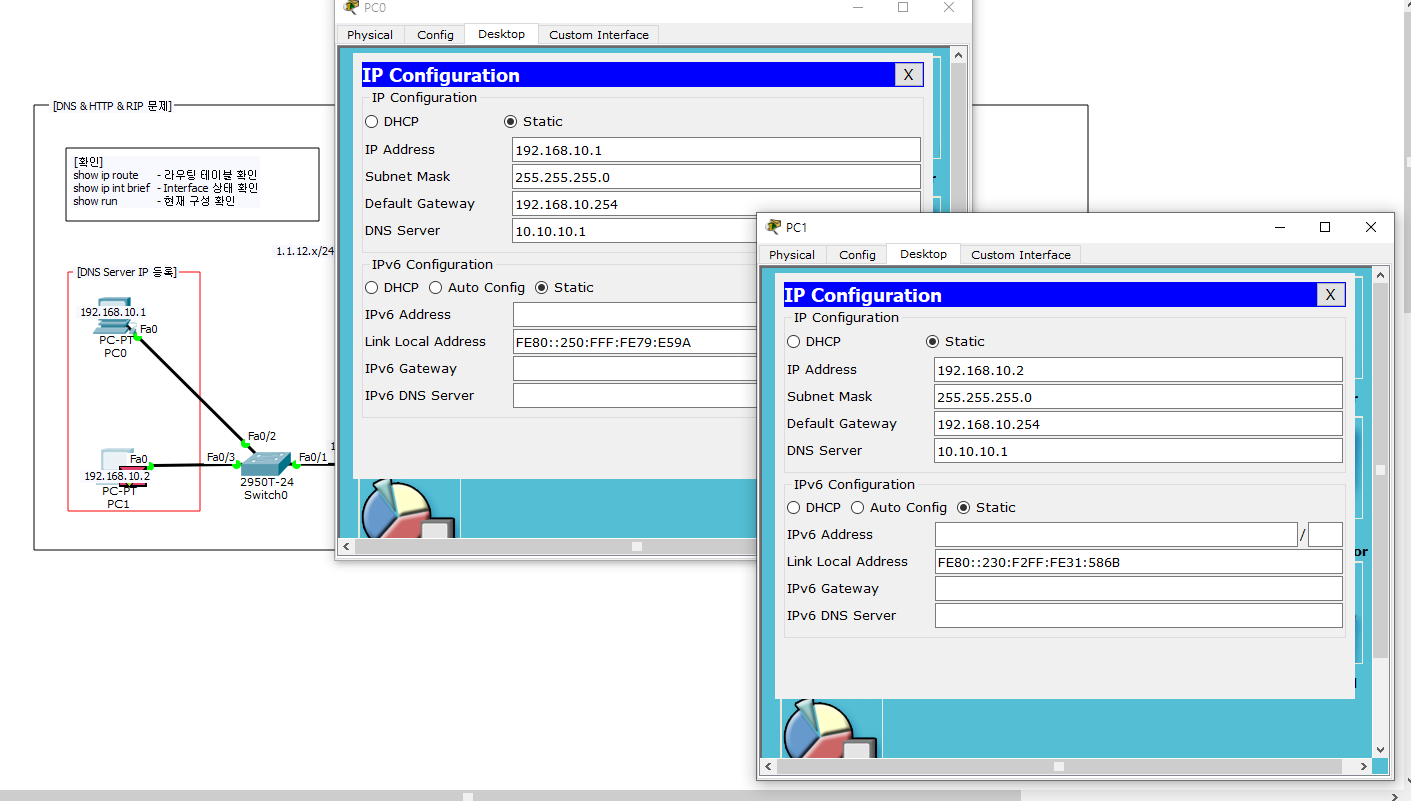 [DNS & HTTP & RIP 문제]
[확인]
show ip route - 라우팅 테이블 확인
show ip int brief - Interface 상태 확인
show run - 현재 구성 확인
1.1.12.x/24
[DNS Server IP 등록]
192.168.10.1
Fa0
PC-PT
PC0
Fa0/2
Fa0
Fa0/3
Fa0/1
192.168.10.2
PC-PT
PC1
2950T-24
Switch0
PC0
Physical Config Desktop Custom Interface
IP Configuration X
IP Configuration
DHCP Static
IP Address 192.168.10.1
Subnet Mask 255.255.255.0
Default Gateway 192.168.10.254
DNS Server 10.10.10.1
IPv6 Configuration
DHCP Auto Config Static
IPv6 Address
Link Local Address FE80::250:FFF:FE79:E59A
IPv6 Gateway
IPv6 DNS Server
PC1
Physical Config Desktop Custom Interface
IP Configuration X
IP Configuration
DHCP Static
IP Address 192.168.10.2
Subnet Mask 255.255.255.0
Default Gateway 192.168.10.254
DNS Server 10.10.10.1
IPv6 Configuration
DHCP Auto Config Static
IPv6 Address /
Link Local Address FE80::230:F2FF:FE31:586B
IPv6 Gateway
IPv6 DNS Server
or